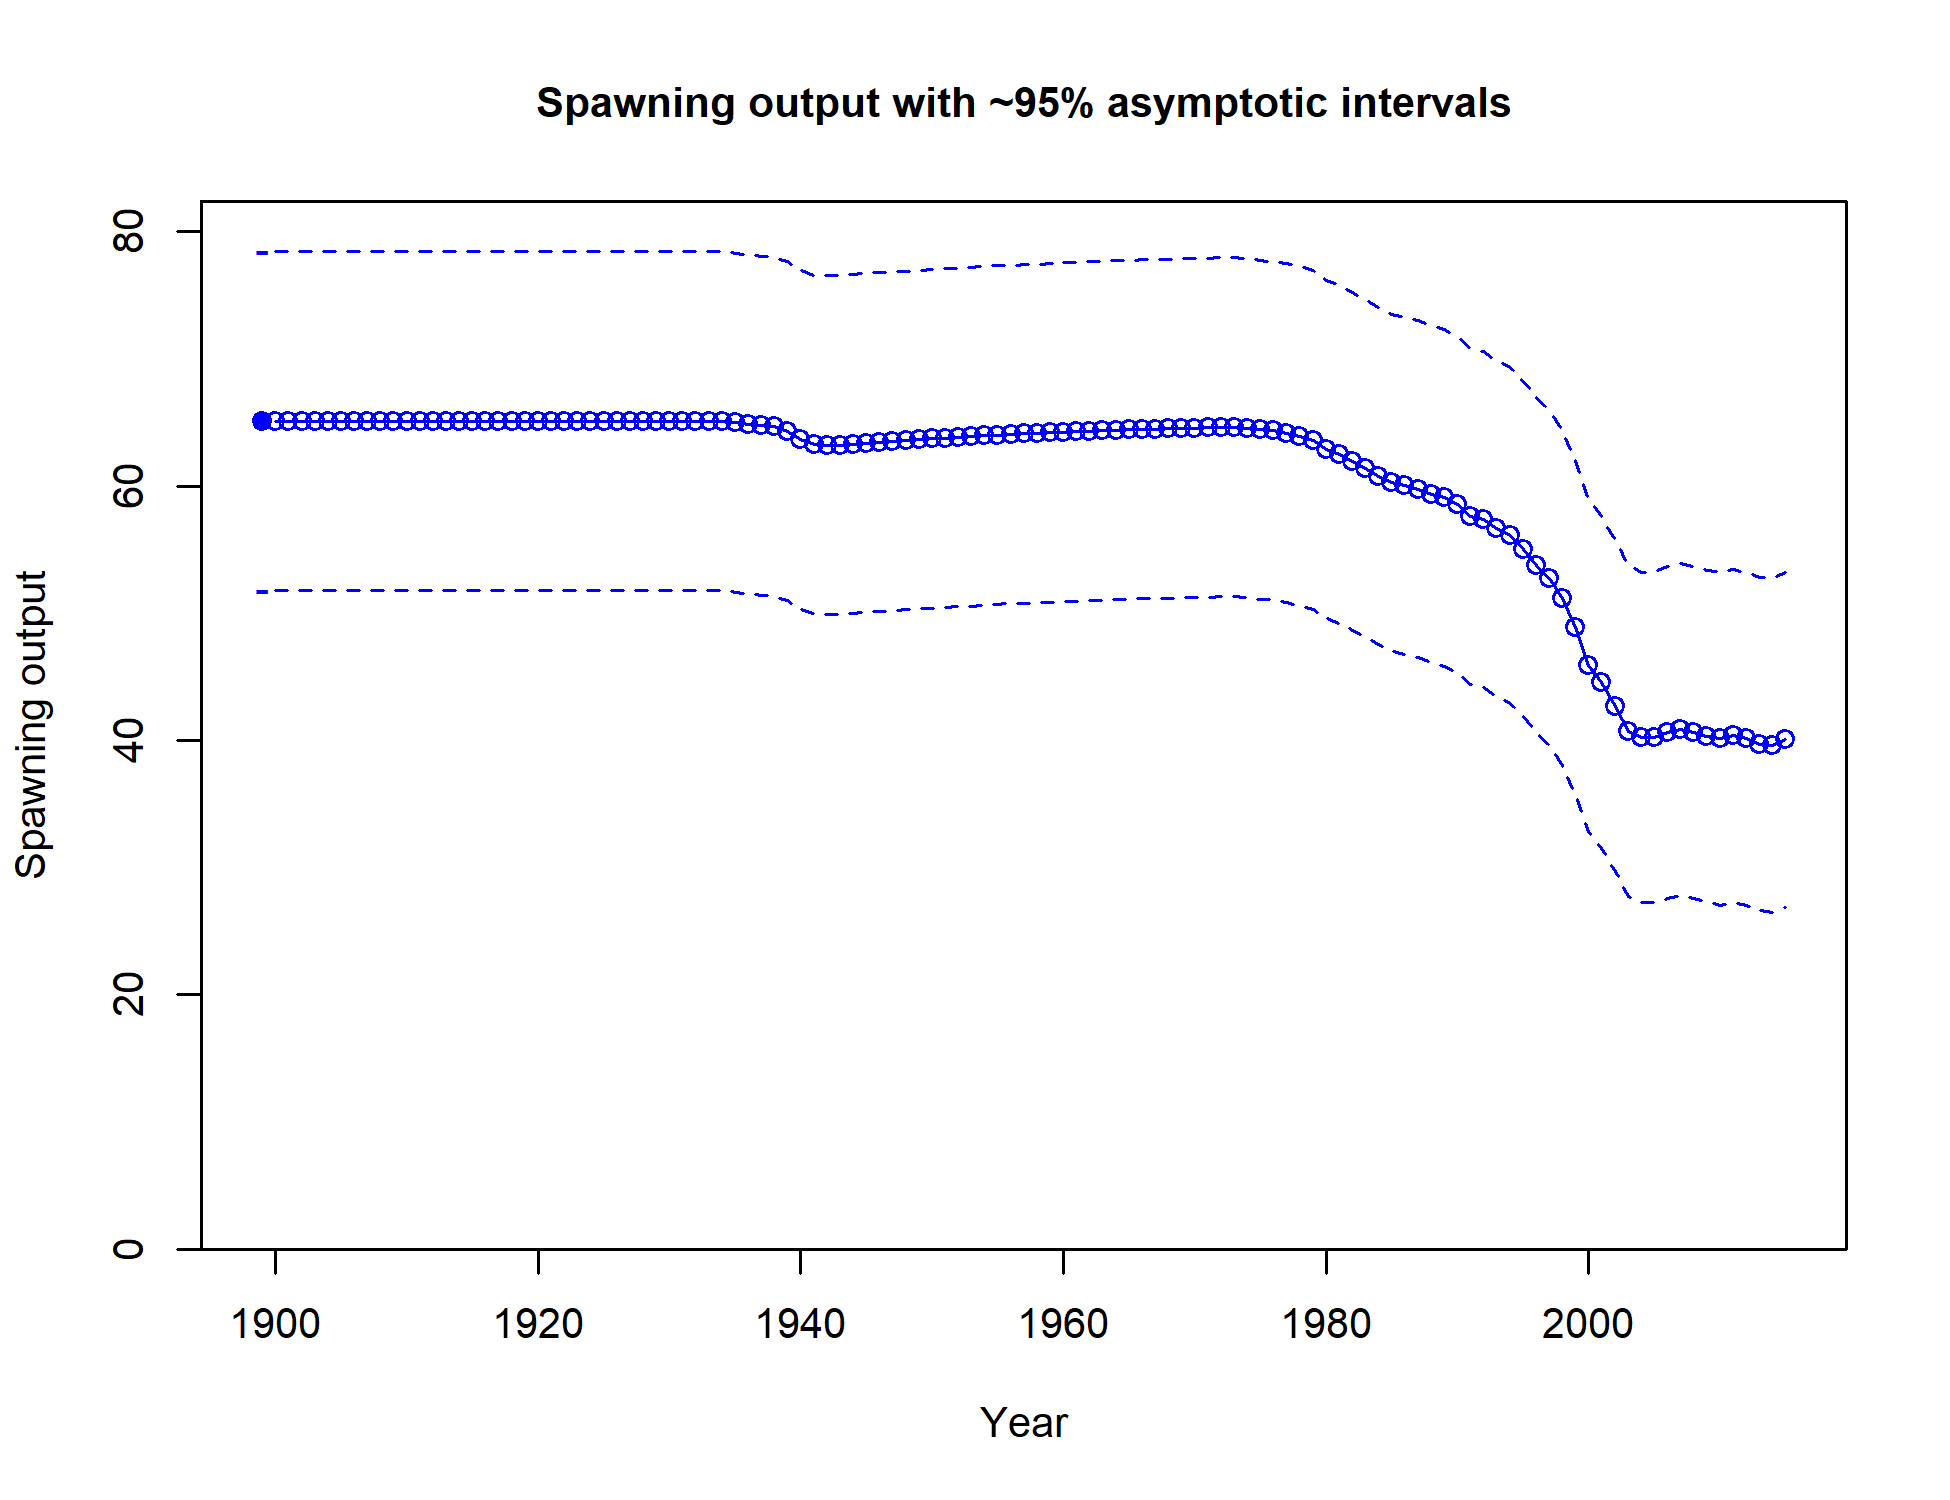 Spawning output with ~95% asymptotic intervals
Spawning output
80
60
40
20
0
1900 1920 1940 1960 1980 2000
Year